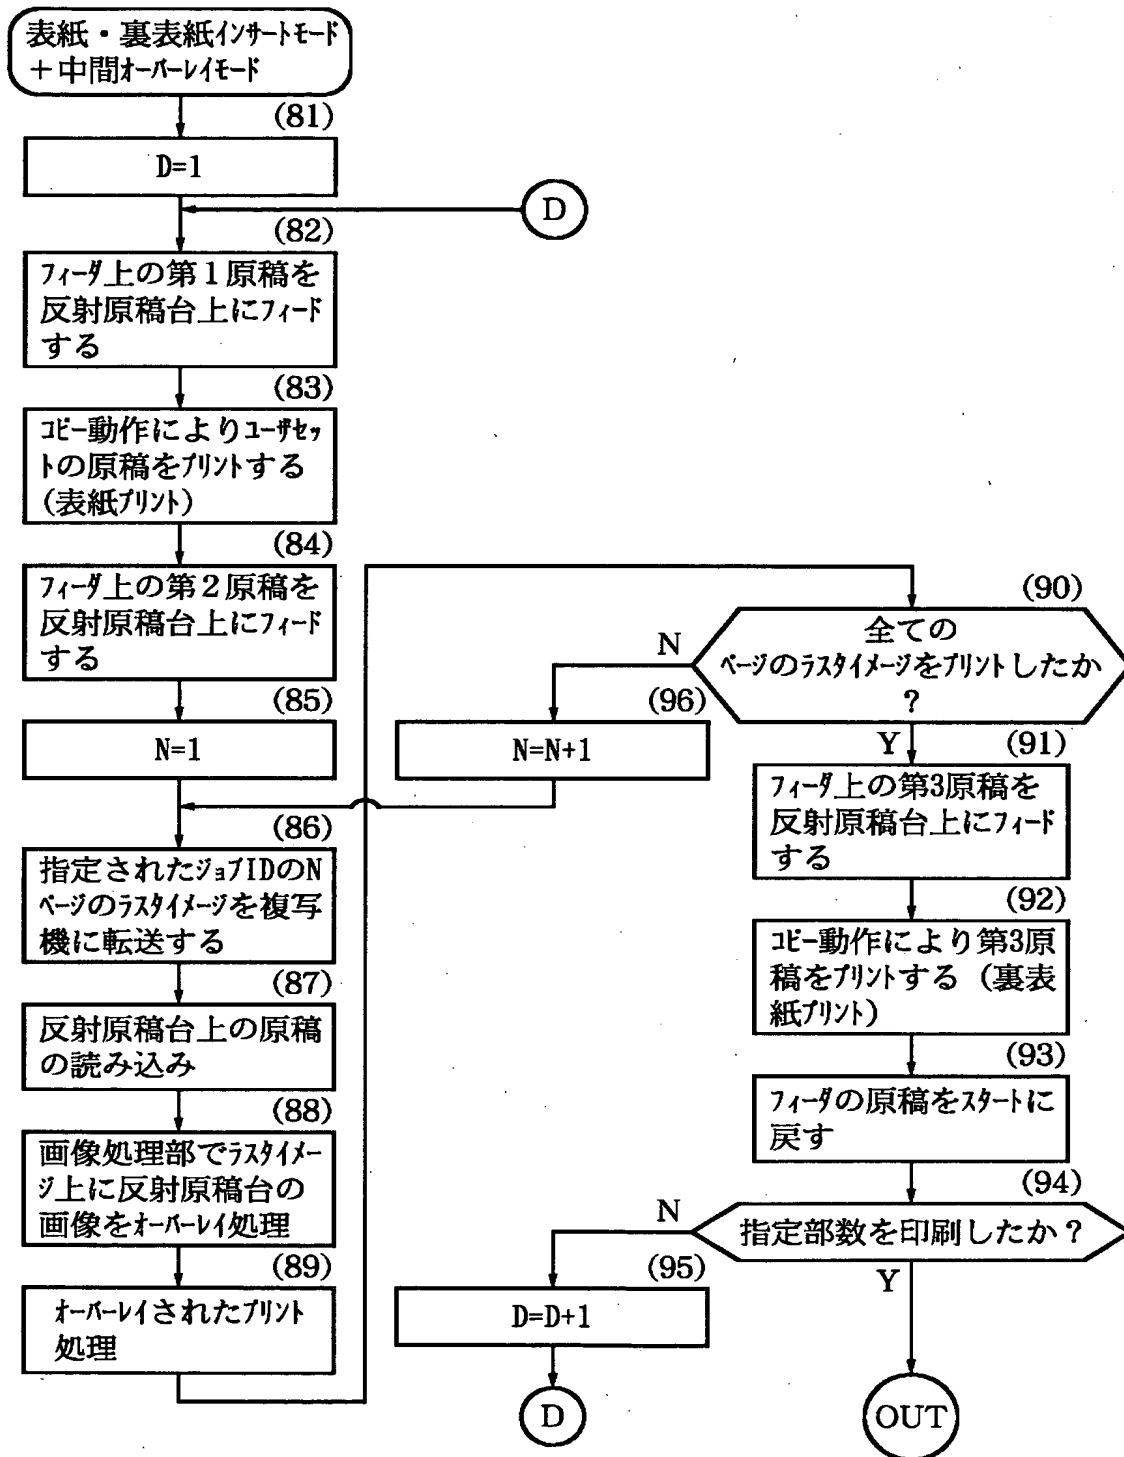 表紙・裏表紙インサートモード
＋中間オーバーレイモード
(81)
D=1
D
(82)
フィーダ上の第１原稿を
反射原稿台上にフィード
する
(83)
コピー動作によりユーザセッ
トの原稿をプリントする
(表紙プリント)
(84)
フィーダ上の第２原稿を
反射原稿台上にフィード
する
(85)
N=1
(86)
指定されたジョブIDのN
ページのラスタイメージを複写
機に転送する
(87)
反射原稿台上の原稿
の読み込み
(88)
画像処理部でラスタイメー
ジ上に反射原稿台の
画像をオーバーレイ処理
(89)
オーバーレイされたプリント
処理
(90)
全ての
ページのラスタイメージをプリントしたか
？
N
(96)
N=N+1
Y
(91)
フィーダ上の第3原稿を
反射原稿台上にフィード
する
(92)
コピー動作により第3原
稿をプリントする（裏表
紙プリント）
(93)
フィーダの原稿をスタートに
戻す
(94)
指定部数を印刷したか？
N
(95)
D=D+1
D
Y
OUT